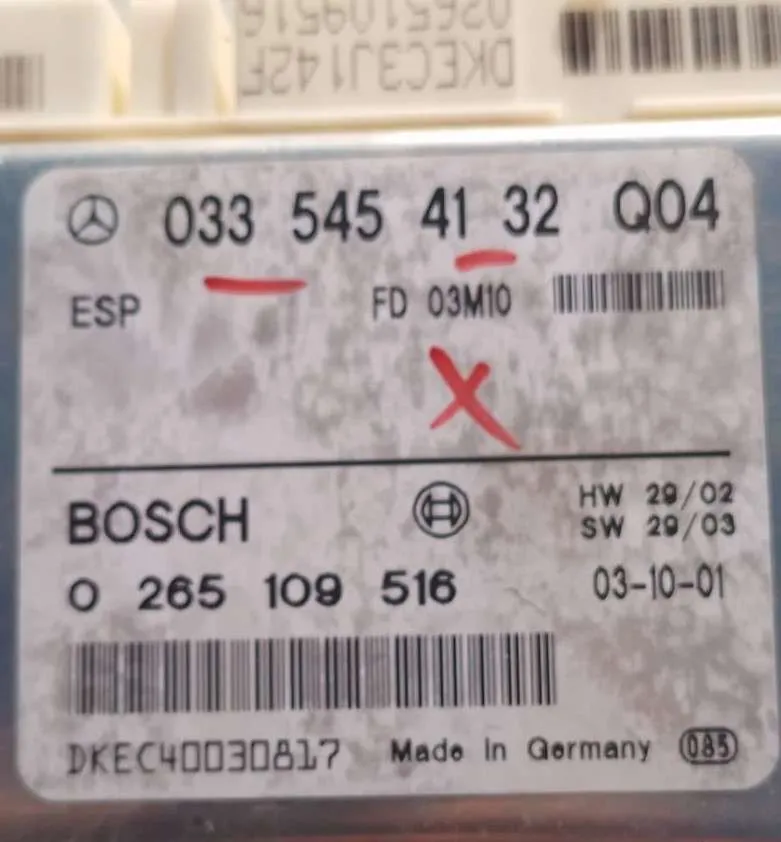 0265109516
DKEC3J142F
033 545 41 32 Q04
ESP FD 03M10
X
BOSCH HW 29/02
SW 29/03
0 265 109 516 03-10-01
DKEC40030817 Made in Germany 085